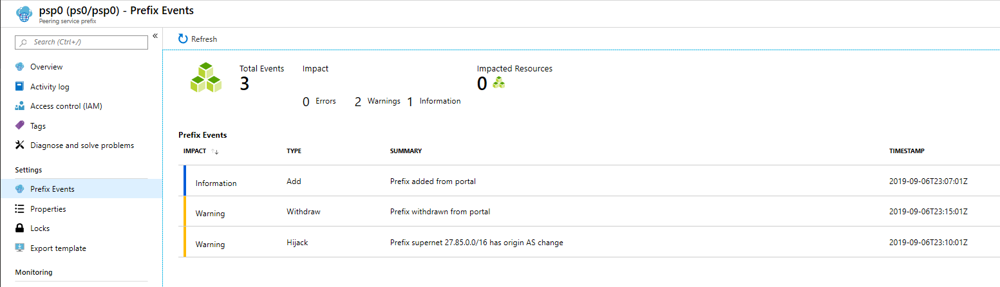 psp0 (ps0/psp0) - Prefix Events
Peering service prefix
Search (Ctrl+/)
«
Overview
Activity log
Access control (IAM)
Tags
Diagnose and solve problems
Settings
Prefix Events
Properties
Locks
Export template
Monitoring
Refresh
Total Events Impact Impacted Resources
3 0
0 Errors 2 Warnings 1 Information
Prefix Events
IMPACT ↑↓ TYPE SUMMARY TIMESTAMP
Information Add Prefix added from portal 2019-09-06T23:07:01Z
Warning Withdraw Prefix withdrawn from portal 2019-09-06T23:15:01Z
Warning Hijack Prefix supernet 27.85.0.0/16 has origin AS change 2019-09-06T23:10:01Z